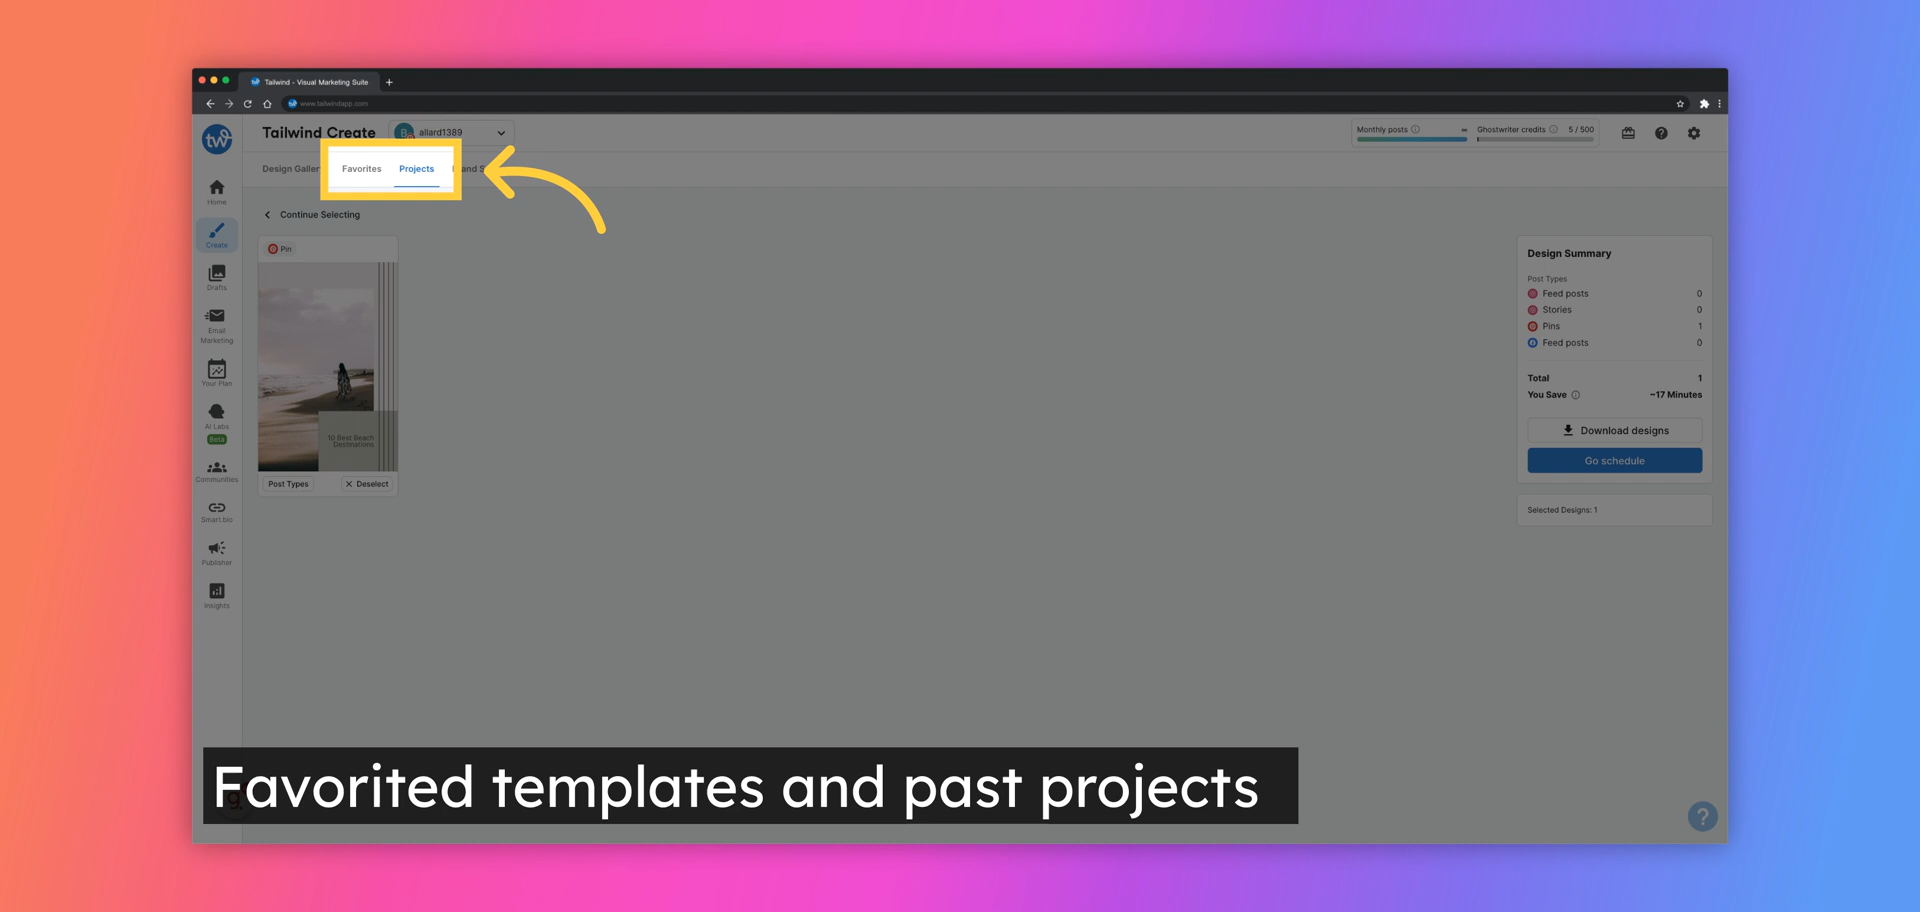 Tailwind - Visual Marketing Suite
www.tailwindapp.com
Tailwind Create
allard1389
Monthly posts
∞
Ghostwriter credits
5 / 500
Favorites
Projects
Home
Create
Drafts
Email
Marketing
Your Plan
AI Labs
Beta
Communities
Smart.bio
Publisher
Insights
Continue Selecting
Pin
10 Best Beach
Destinations
Post Types
Deselect
Design Summary
Post Types
Feed posts 0
Stories 0
Pins 1
Feed posts 0
Total 1
You Save ~17 Minutes
Download designs
Go schedule
Selected Designs: 1
Favorited templates and past projects